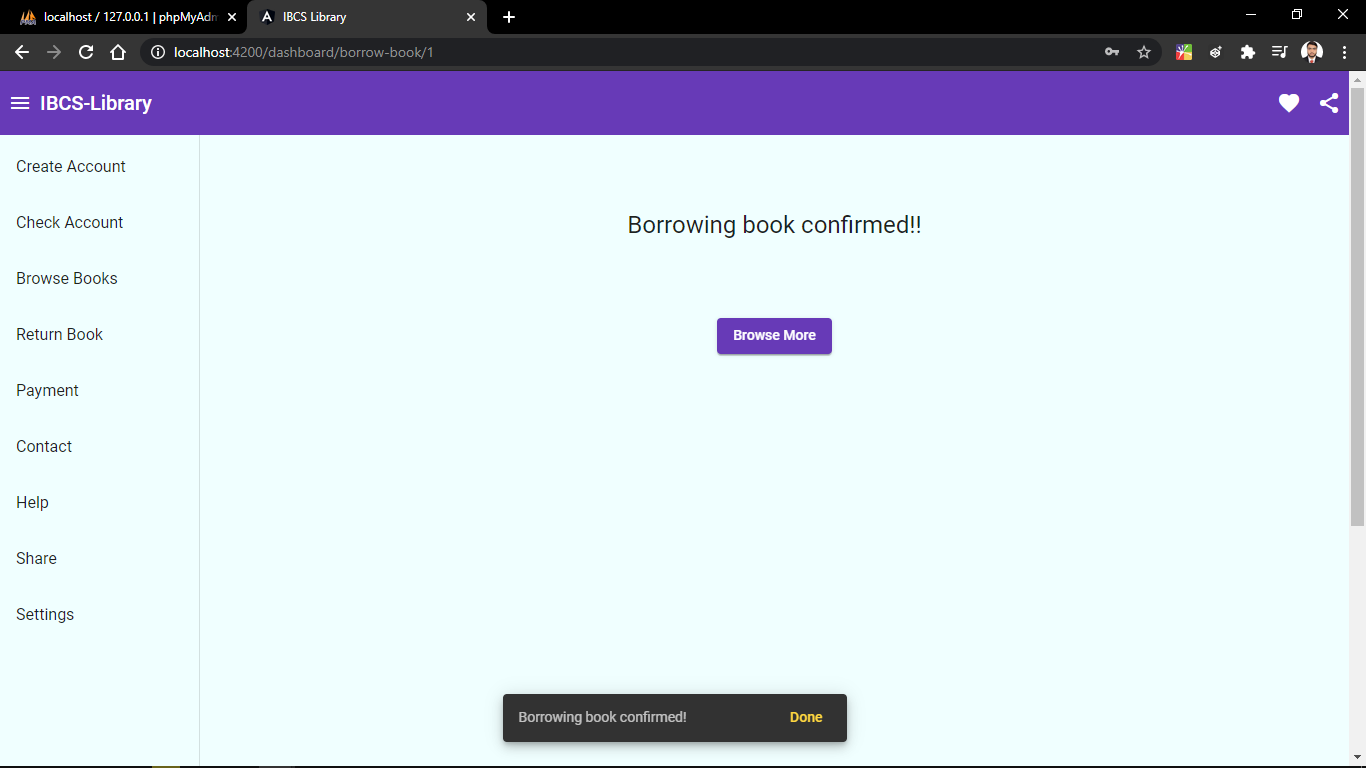 localhost / 127.0.0.1 | phpMyAdm
IBCS Library
localhost:4200/dashboard/borrow-book/1
IBCS-Library
Create Account
Check Account
Browse Books
Return Book
Payment
Contact
Help
Share
Settings
Borrowing book confirmed!!
Browse More
Borrowing book confirmed! Done